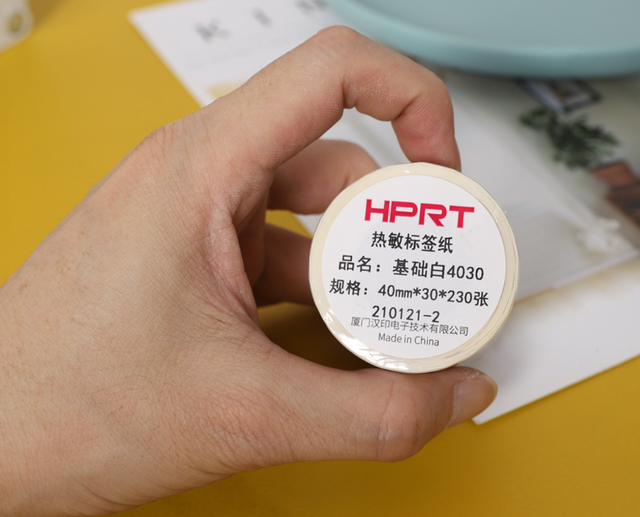 HPRT
热敏标签纸
品名：基础白4030
规格：40mm*30*230张
210121-2
厦门汉印电子技术有限公司
Made in China